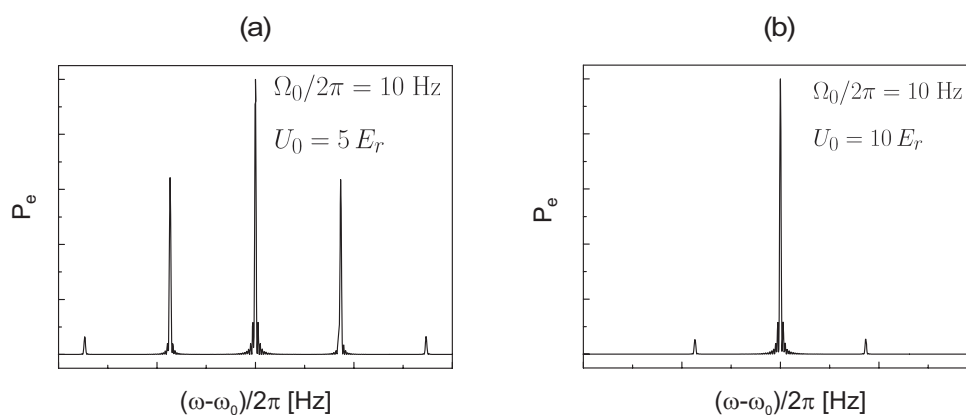 (a)
Ω₀/2π = 10 Hz
U₀ = 5 Eᵣ
Pₑ
(ω-ω₀)/2π [Hz]
(b)
Ω₀/2π = 10 Hz
U₀ = 10 Eᵣ
Pₑ
(ω-ω₀)/2π [Hz]